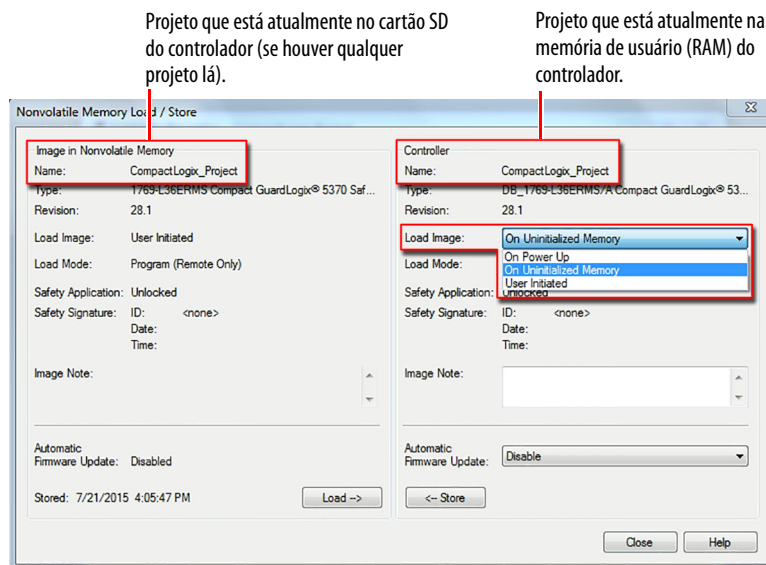 Projeto que está atualmente no cartão SD
do controlador (se houver qualquer
projeto lá).
Projeto que está atualmente na
memória de usuário (RAM) do
controlador.
Nonvolatile Memory Load / Store
Image in Nonvolatile Memory
Name: CompactLogix_Project
Type: 1769-L36ERMS Compact GuardLogix® 5370 Saf...
Revision: 28.1
Load Image: User Initiated
Load Mode: Program (Remote Only)
Safety Application: Unlocked
Safety Signature: ID: <none>
Date:
Time:
Image Note:
Automatic
Firmware Update: Disabled
Stored: 7/21/2015 4:05:47 PM
Load -->
Controller
Name: CompactLogix_Project
Type: DB_1769-L36ERMS/A Compact GuardLogix® 53...
Revision: 28.1
Load Image: On Uninitialized Memory
On Power Up
On Uninitialized Memory
User Initiated
Load Mode:
Safety Application: Unlocked
Safety Signature: ID: <none>
Date:
Time:
Image Note:
Automatic
Firmware Update: Disable
<-- Store
Close
Help